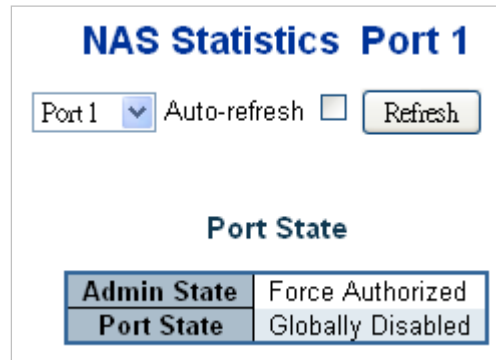 NAS Statistics Port 1
Port 1 Auto-refresh Refresh
Port State
Admin State Force Authorized
Port State Globally Disabled